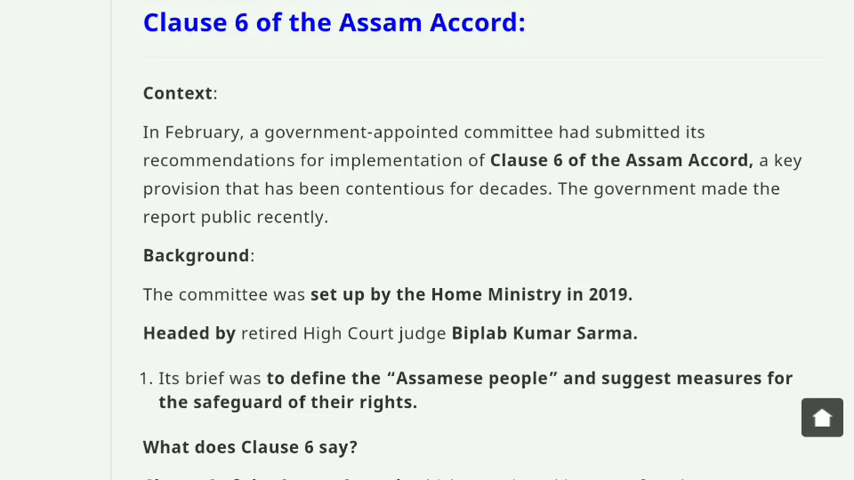 Clause 6 of the Assam Accord:
Context:
In February, a government-appointed committee had submitted its
recommendations for implementation of Clause 6 of the Assam Accord, a key
provision that has been contentious for decades. The government made the
report public recently.
Background:
The committee was set up by the Home Ministry in 2019.
Headed by retired High Court judge Biplab Kumar Sarma.
1. Its brief was to define the “Assamese people” and suggest measures for
the safeguard of their rights.
What does Clause 6 say?